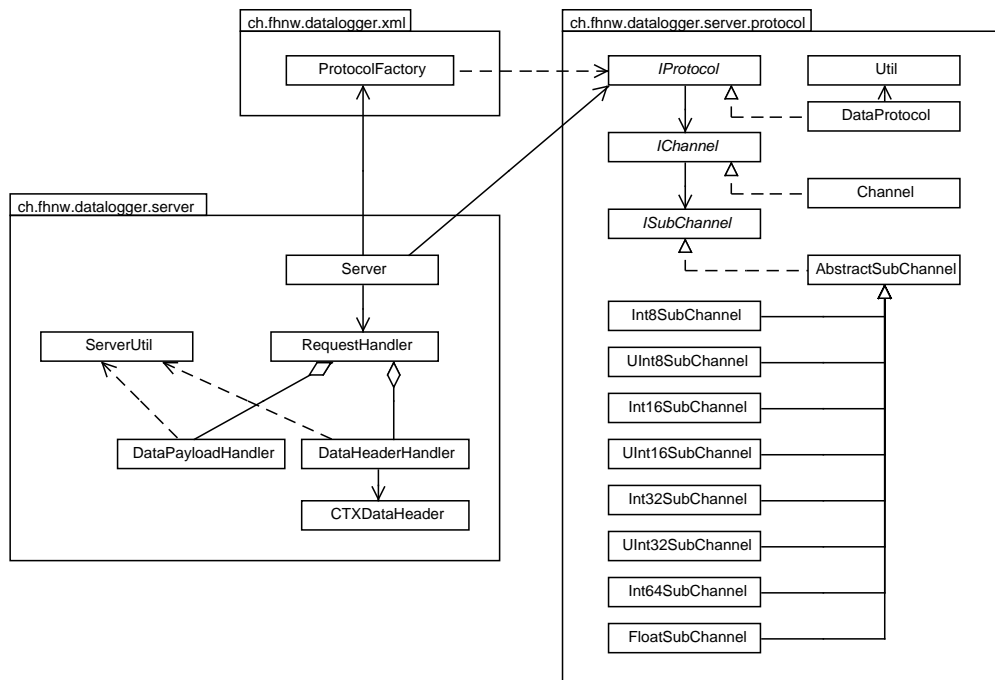 ch.fhnw.datalogger.xml
ch.fhnw.datalogger.server.protocol
ProtocolFactory
IProtocol
Util
DataProtocol
IChannel
Channel
ch.fhnw.datalogger.server
ISubChannel
Server
AbstractSubChannel
Int8SubChannel
ServerUtil
RequestHandler
UInt8SubChannel
Int16SubChannel
DataPayloadHandler
DataHeaderHandler
UInt16SubChannel
CTXDataHeader
Int32SubChannel
UInt32SubChannel
Int64SubChannel
FloatSubChannel